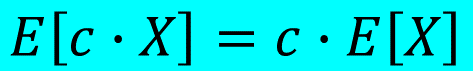 E[c · X] = c · E[X]